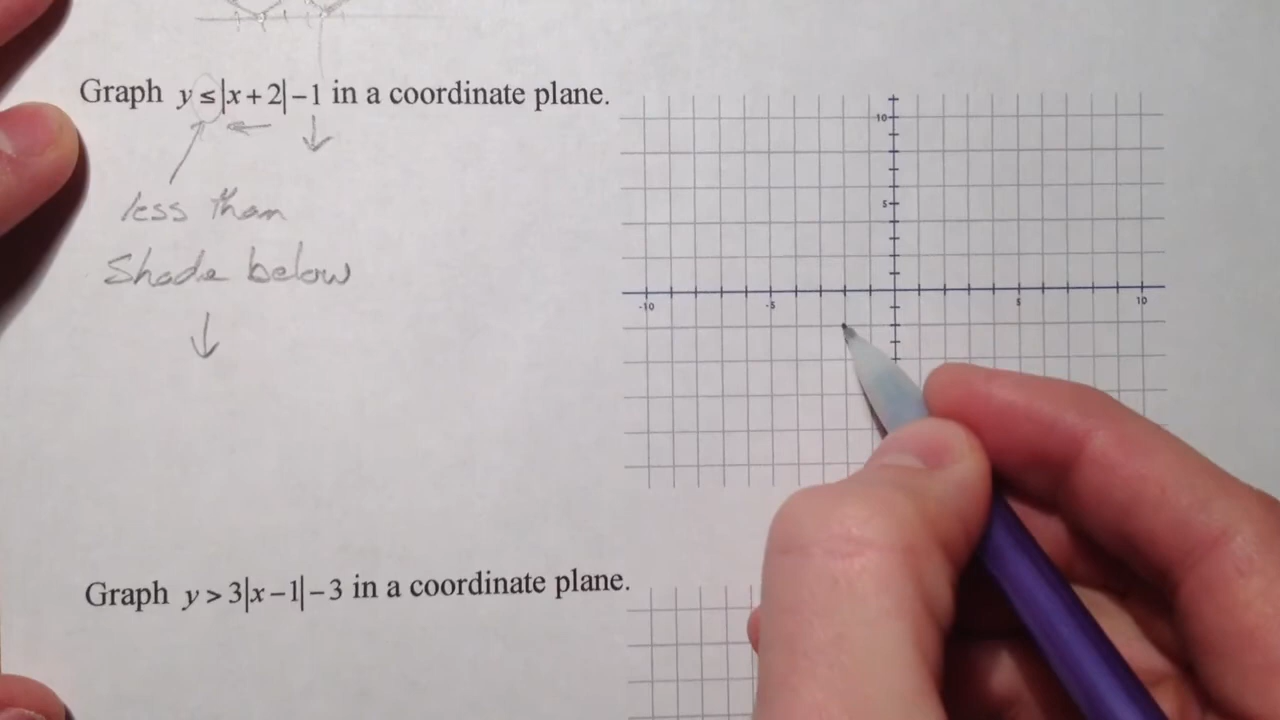 Graph y ≤ |x + 2| − 1 in a coordinate plane.
less than
Shade below
10
5
-10 -5 5 10
Graph y > 3|x − 1| − 3 in a coordinate plane.